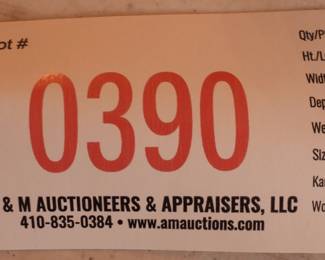 ot #
0390
& M AUCTIONEERS & APPRAISERS, LLC
410-835-0384 • www.amauctions.com
Qty/P
Ht./L
Widt
Dep
We
Siz
Kar
Wo